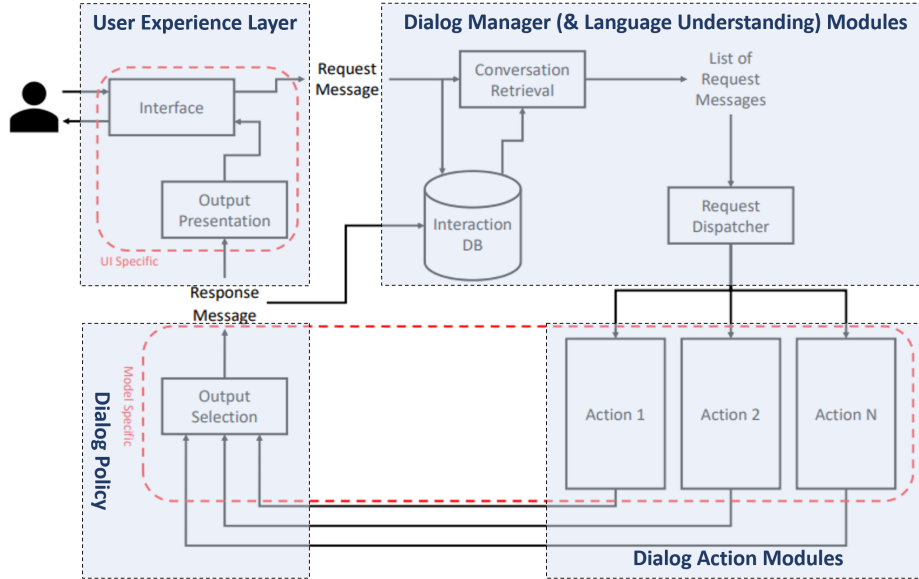 User Experience Layer
Dialog Manager (& Language Understanding) Modules
Interface
Request
Message
Conversation
Retrieval
List of
Request
Messages
Output
Presentation
UI Specific
Interaction
DB
Request
Dispatcher
Response
Message
Dialog Policy
Model Specific
Output
Selection
Action 1
Action 2
Action N
Dialog Action Modules